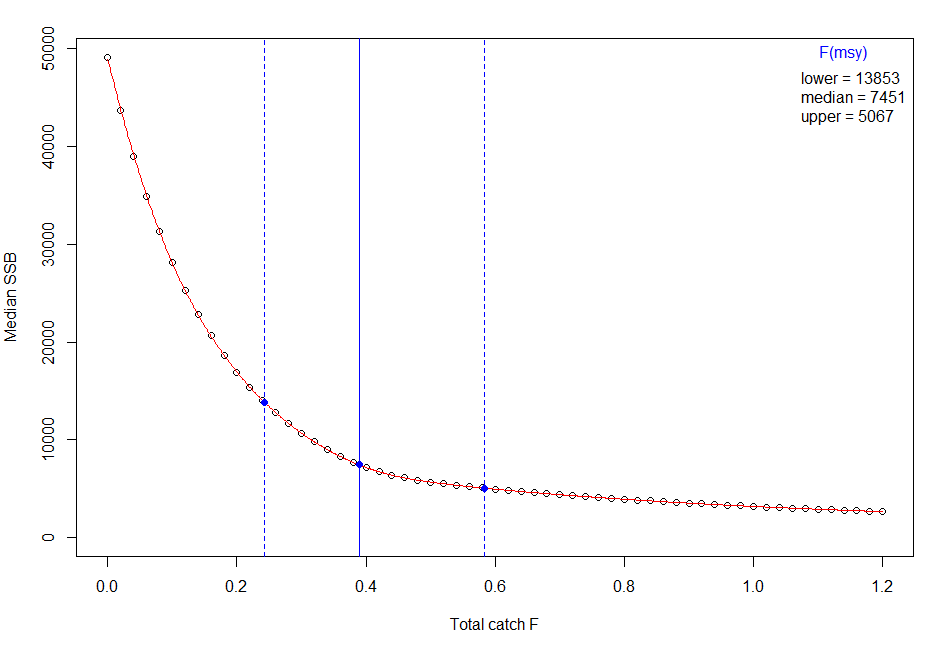 F(msy)
lower = 13853
median = 7451
upper = 5067
Median SSB
50000
40000
30000
20000
10000
0
0.0 0.2 0.4 0.6 0.8 1.0 1.2
Total catch F